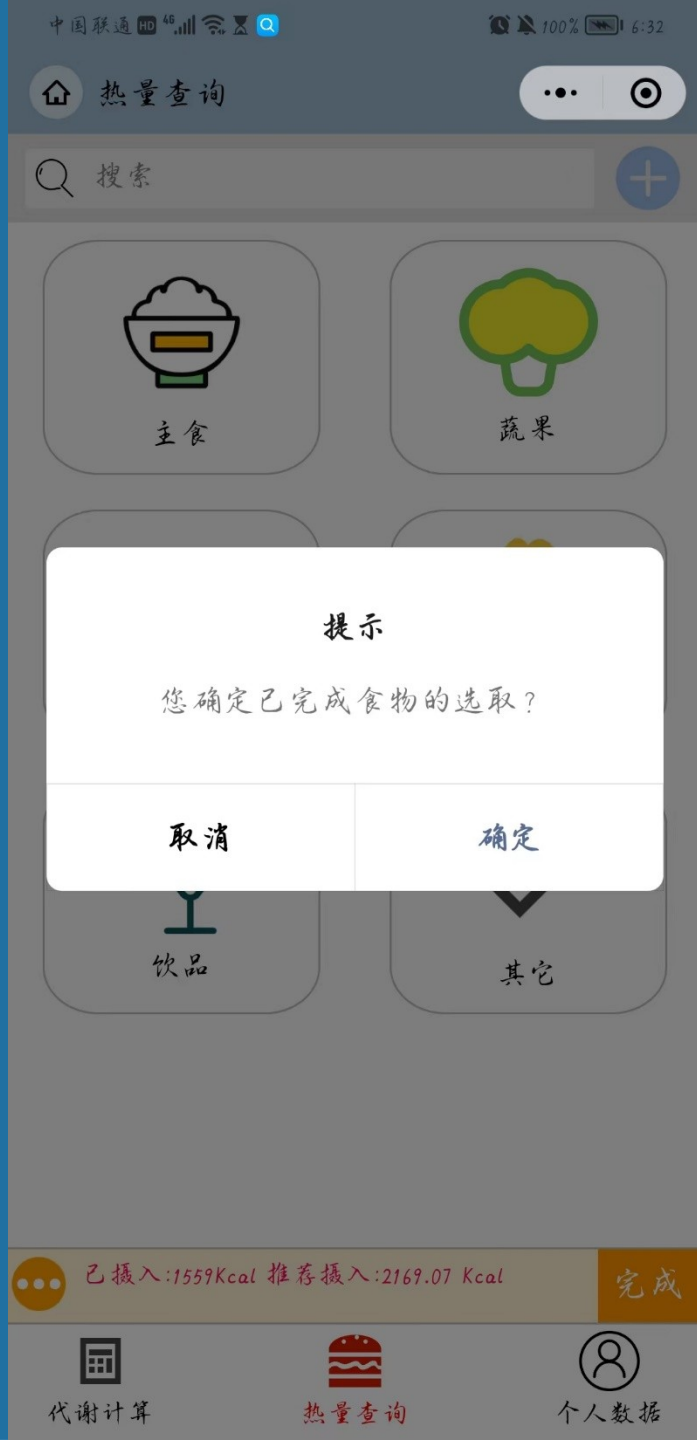 中国联通 HD 4G 100% 6:32
热量查询
搜索
主食 蔬果
提示
您确定已完成食物的选取?
取消 确定
饮品 其它
已摄入:1559Kcal 推荐摄入:2169.07 Kcal 完成
代谢计算 热量查询 个人数据